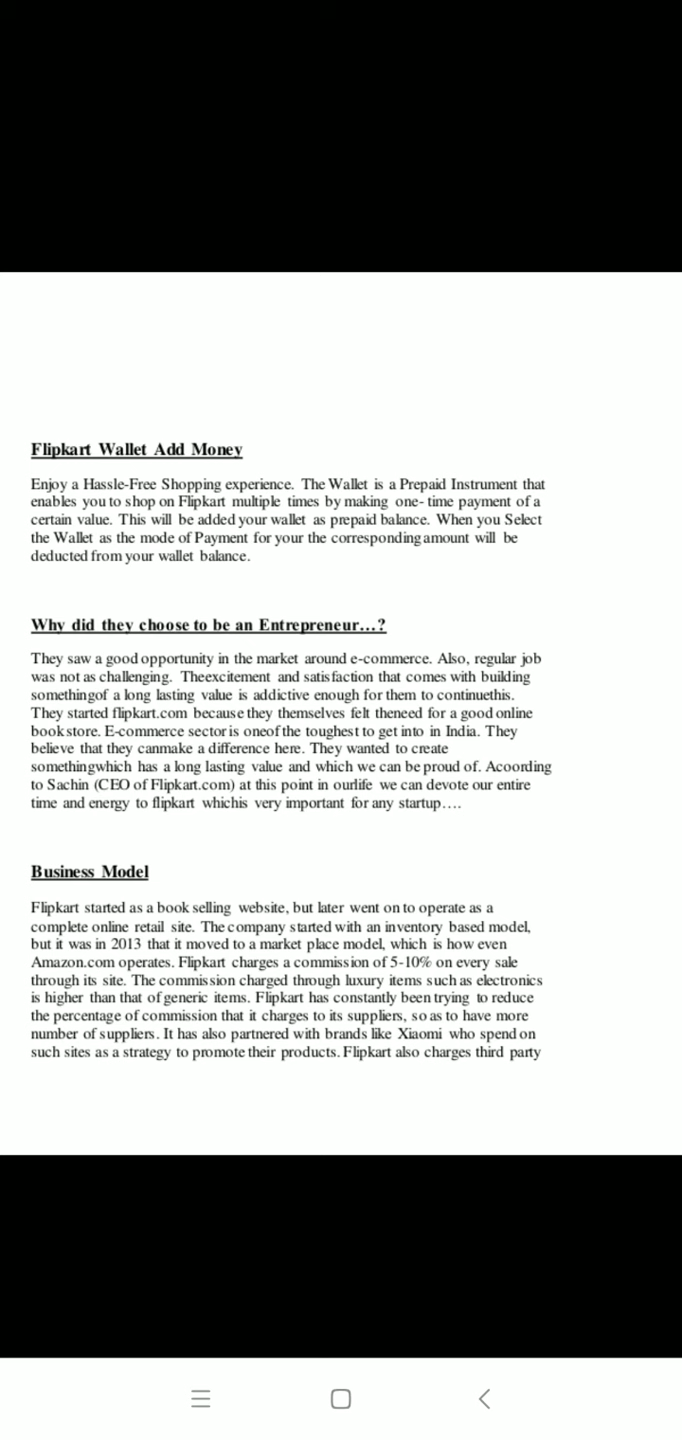 Flipkart Wallet Add Money
Enjoy a Hassle-Free Shopping experience. The Wallet is a Prepaid Instrument that
enables you to shop on Flipkart multiple times by making one- time payment of a
certain value. This will be added your wallet as prepaid balance. When you Select
the Wallet as the mode of Payment for your the corresponding amount will be
deducted from your wallet balance.
Why did they choose to be an Entrepreneur…?
They saw a good opportunity in the market around e-commerce. Also, regular job
was not as challenging. Theexcitement and satisfaction that comes with building
somethingof a long lasting value is addictive enough for them to continuethis.
They started flipkart.com because they themselves felt theneed for a good online
bookstore. E-commerce sector is oneof the toughest to get into in India. They
believe that they canmake a difference here. They wanted to create
somethingwhich has a long lasting value and which we can be proud of. Acoording
to Sachin (CEO of Flipkart.com) at this point in ourlife we can devote our entire
time and energy to flipkart whichis very important for any startup….
Business Model
Flipkart started as a book selling website, but later went on to operate as a
complete online retail site. The company started with an inventory based model,
but it was in 2013 that it moved to a market place model, which is how even
Amazon.com operates. Flipkart charges a commission of 5-10% on every sale
through its site. The commission charged through luxury items such as electronics
is higher than that of generic items. Flipkart has constantly been trying to reduce
the percentage of commission that it charges to its suppliers, so as to have more
number of suppliers. It has also partnered with brands like Xiaomi who spend on
such sites as a strategy to promote their products. Flipkart also charges third party